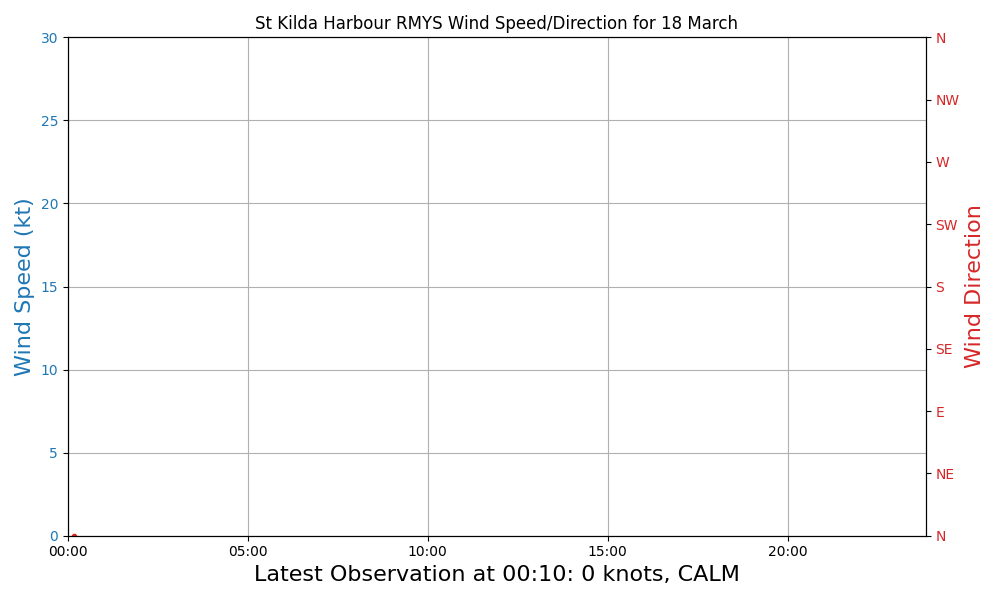 St Kilda Harbour RMYS Wind Speed/Direction for 18 March
30
25
20
15
10
5
0
Wind Speed (kt)
N
NW
W
SW
S
SE
E
NE
N
Wind Direction
00:00
05:00
10:00
15:00
20:00
Latest Observation at 00:10: 0 knots, CALM